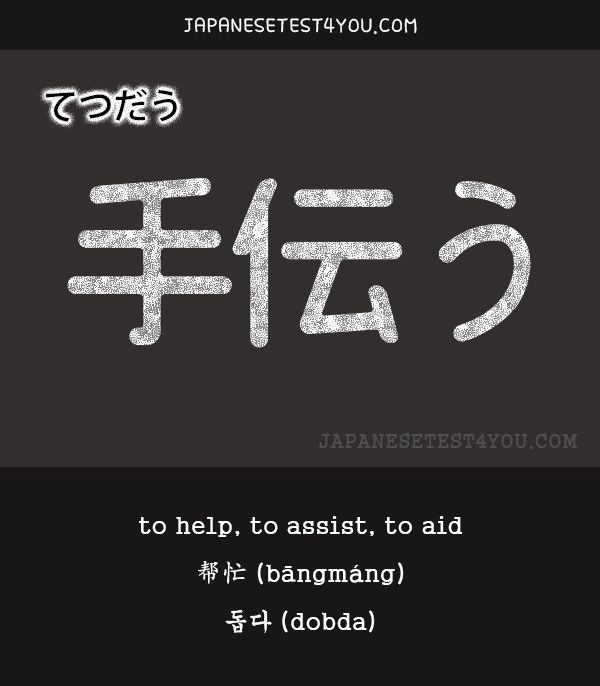 JAPANESETEST4YOU.COM
てつだう
手伝う
JAPANESETEST4YOU.COM
to help, to assist, to aid
帮忙 (bāngmáng)
돕다 (dobda)